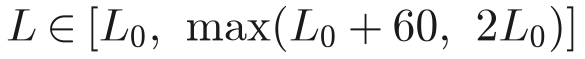 L ∈ [L₀, max(L₀ + 60, 2L₀)]